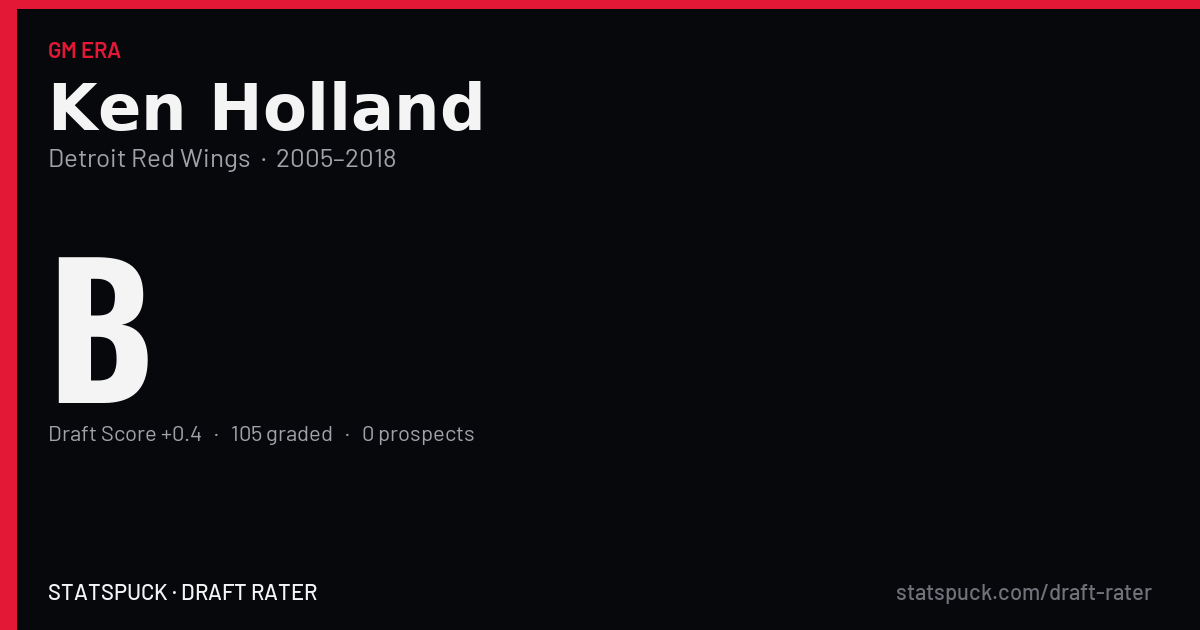 GM ERA
Ken Holland
Detroit Red Wings · 2005–2018
B
Draft Score +0.4 · 105 graded · 0 prospects
STATSPUCK · DRAFT RATER
statspuck.com/draft-rater